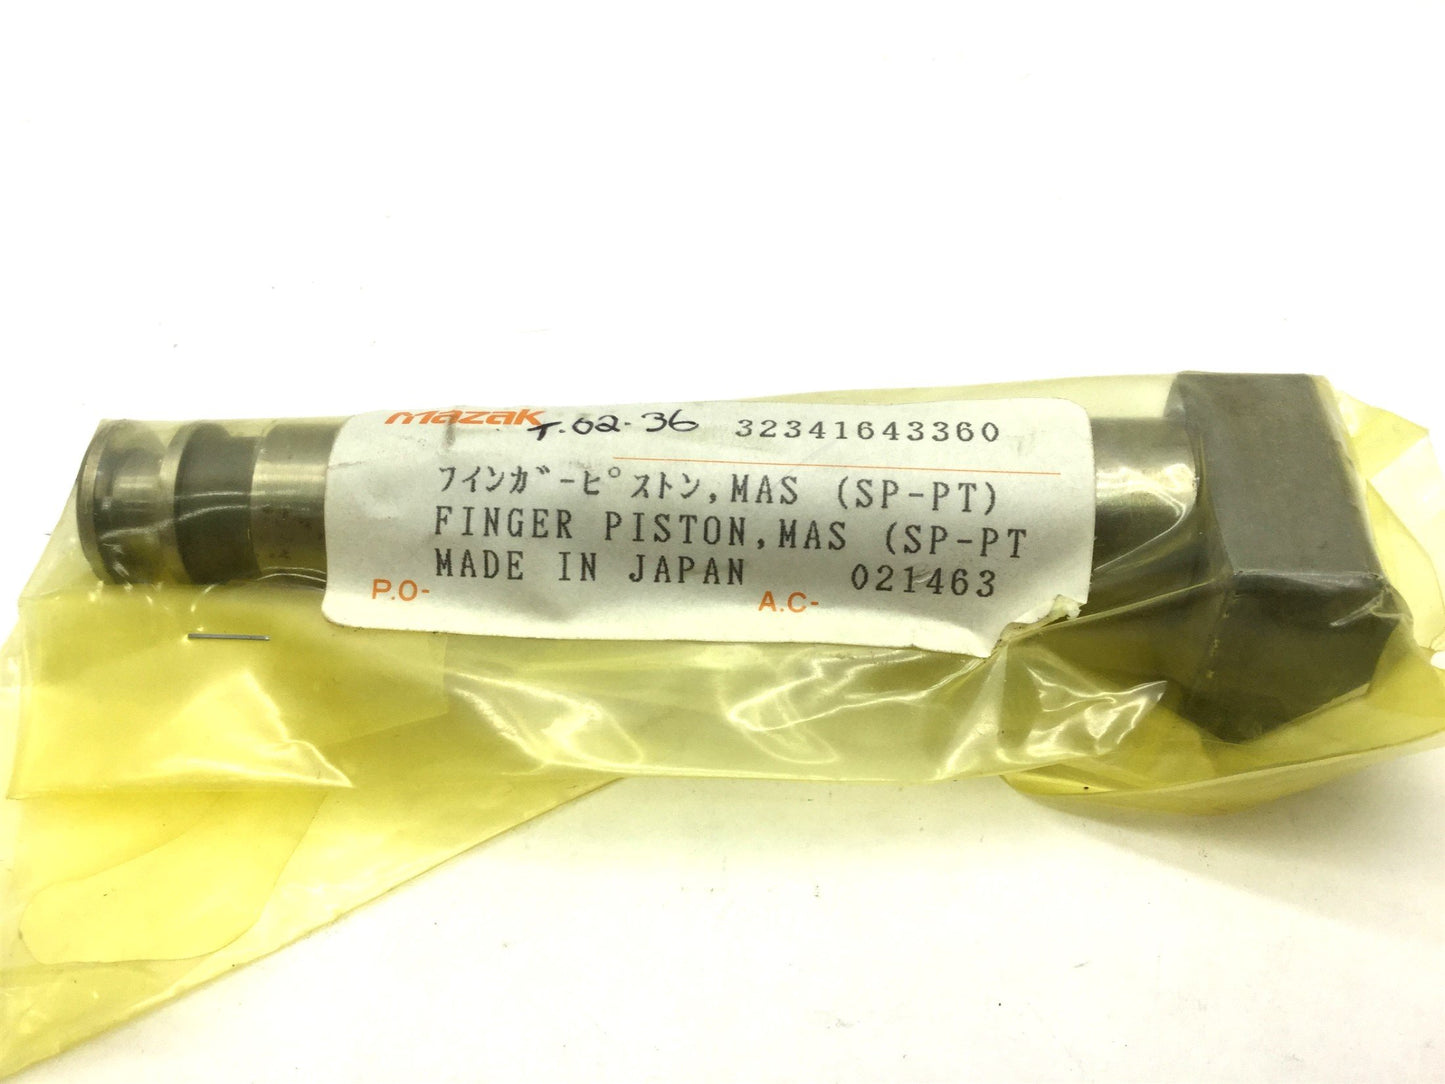 mazak T.02-36 32341643360
フインガーピストン,MAS (SP-PT)
FINGER PISTON,MAS (SP-PT
MADE IN JAPAN 021463
P.O- A.C-